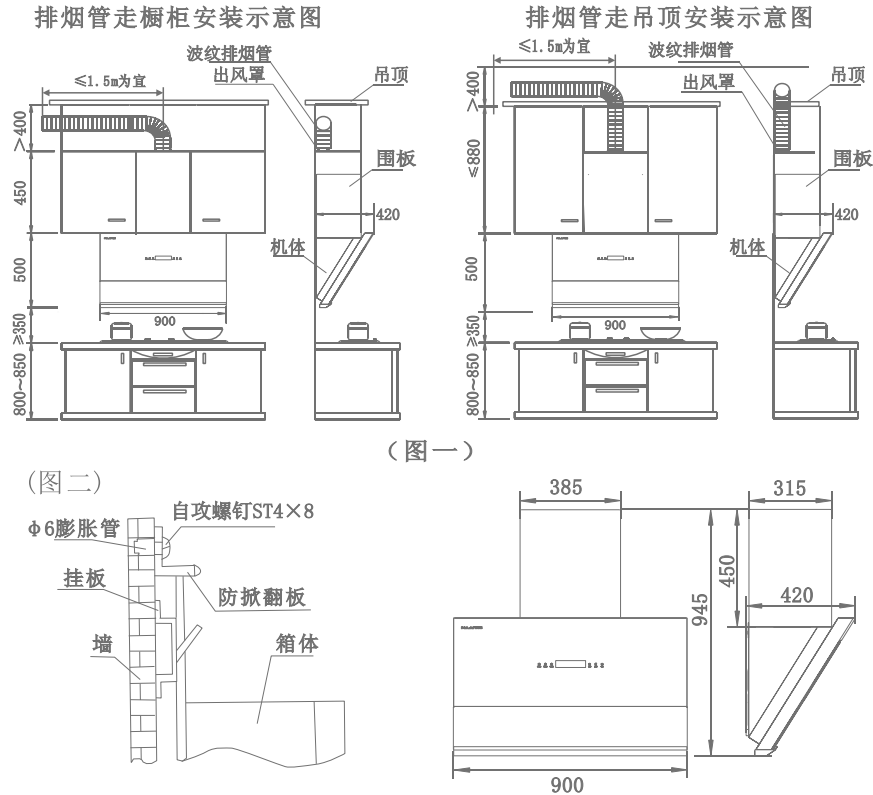 排烟管走橱柜安装示意图
波纹排烟管
出风罩
吊顶
≤1.5m为宜
>400
450
围板
420
500
机体
900
≥350
800~850
排烟管走吊顶安装示意图
≤1.5m为宜
波纹排烟管
出风罩
吊顶
>400
≤880
围板
420
500
机体
900
≥350
800~850
(图一)
(图二)
自攻螺钉ST4×8
Φ6膨胀管
挂板
防掀翻板
墙
箱体
385
315
945
450
420
900